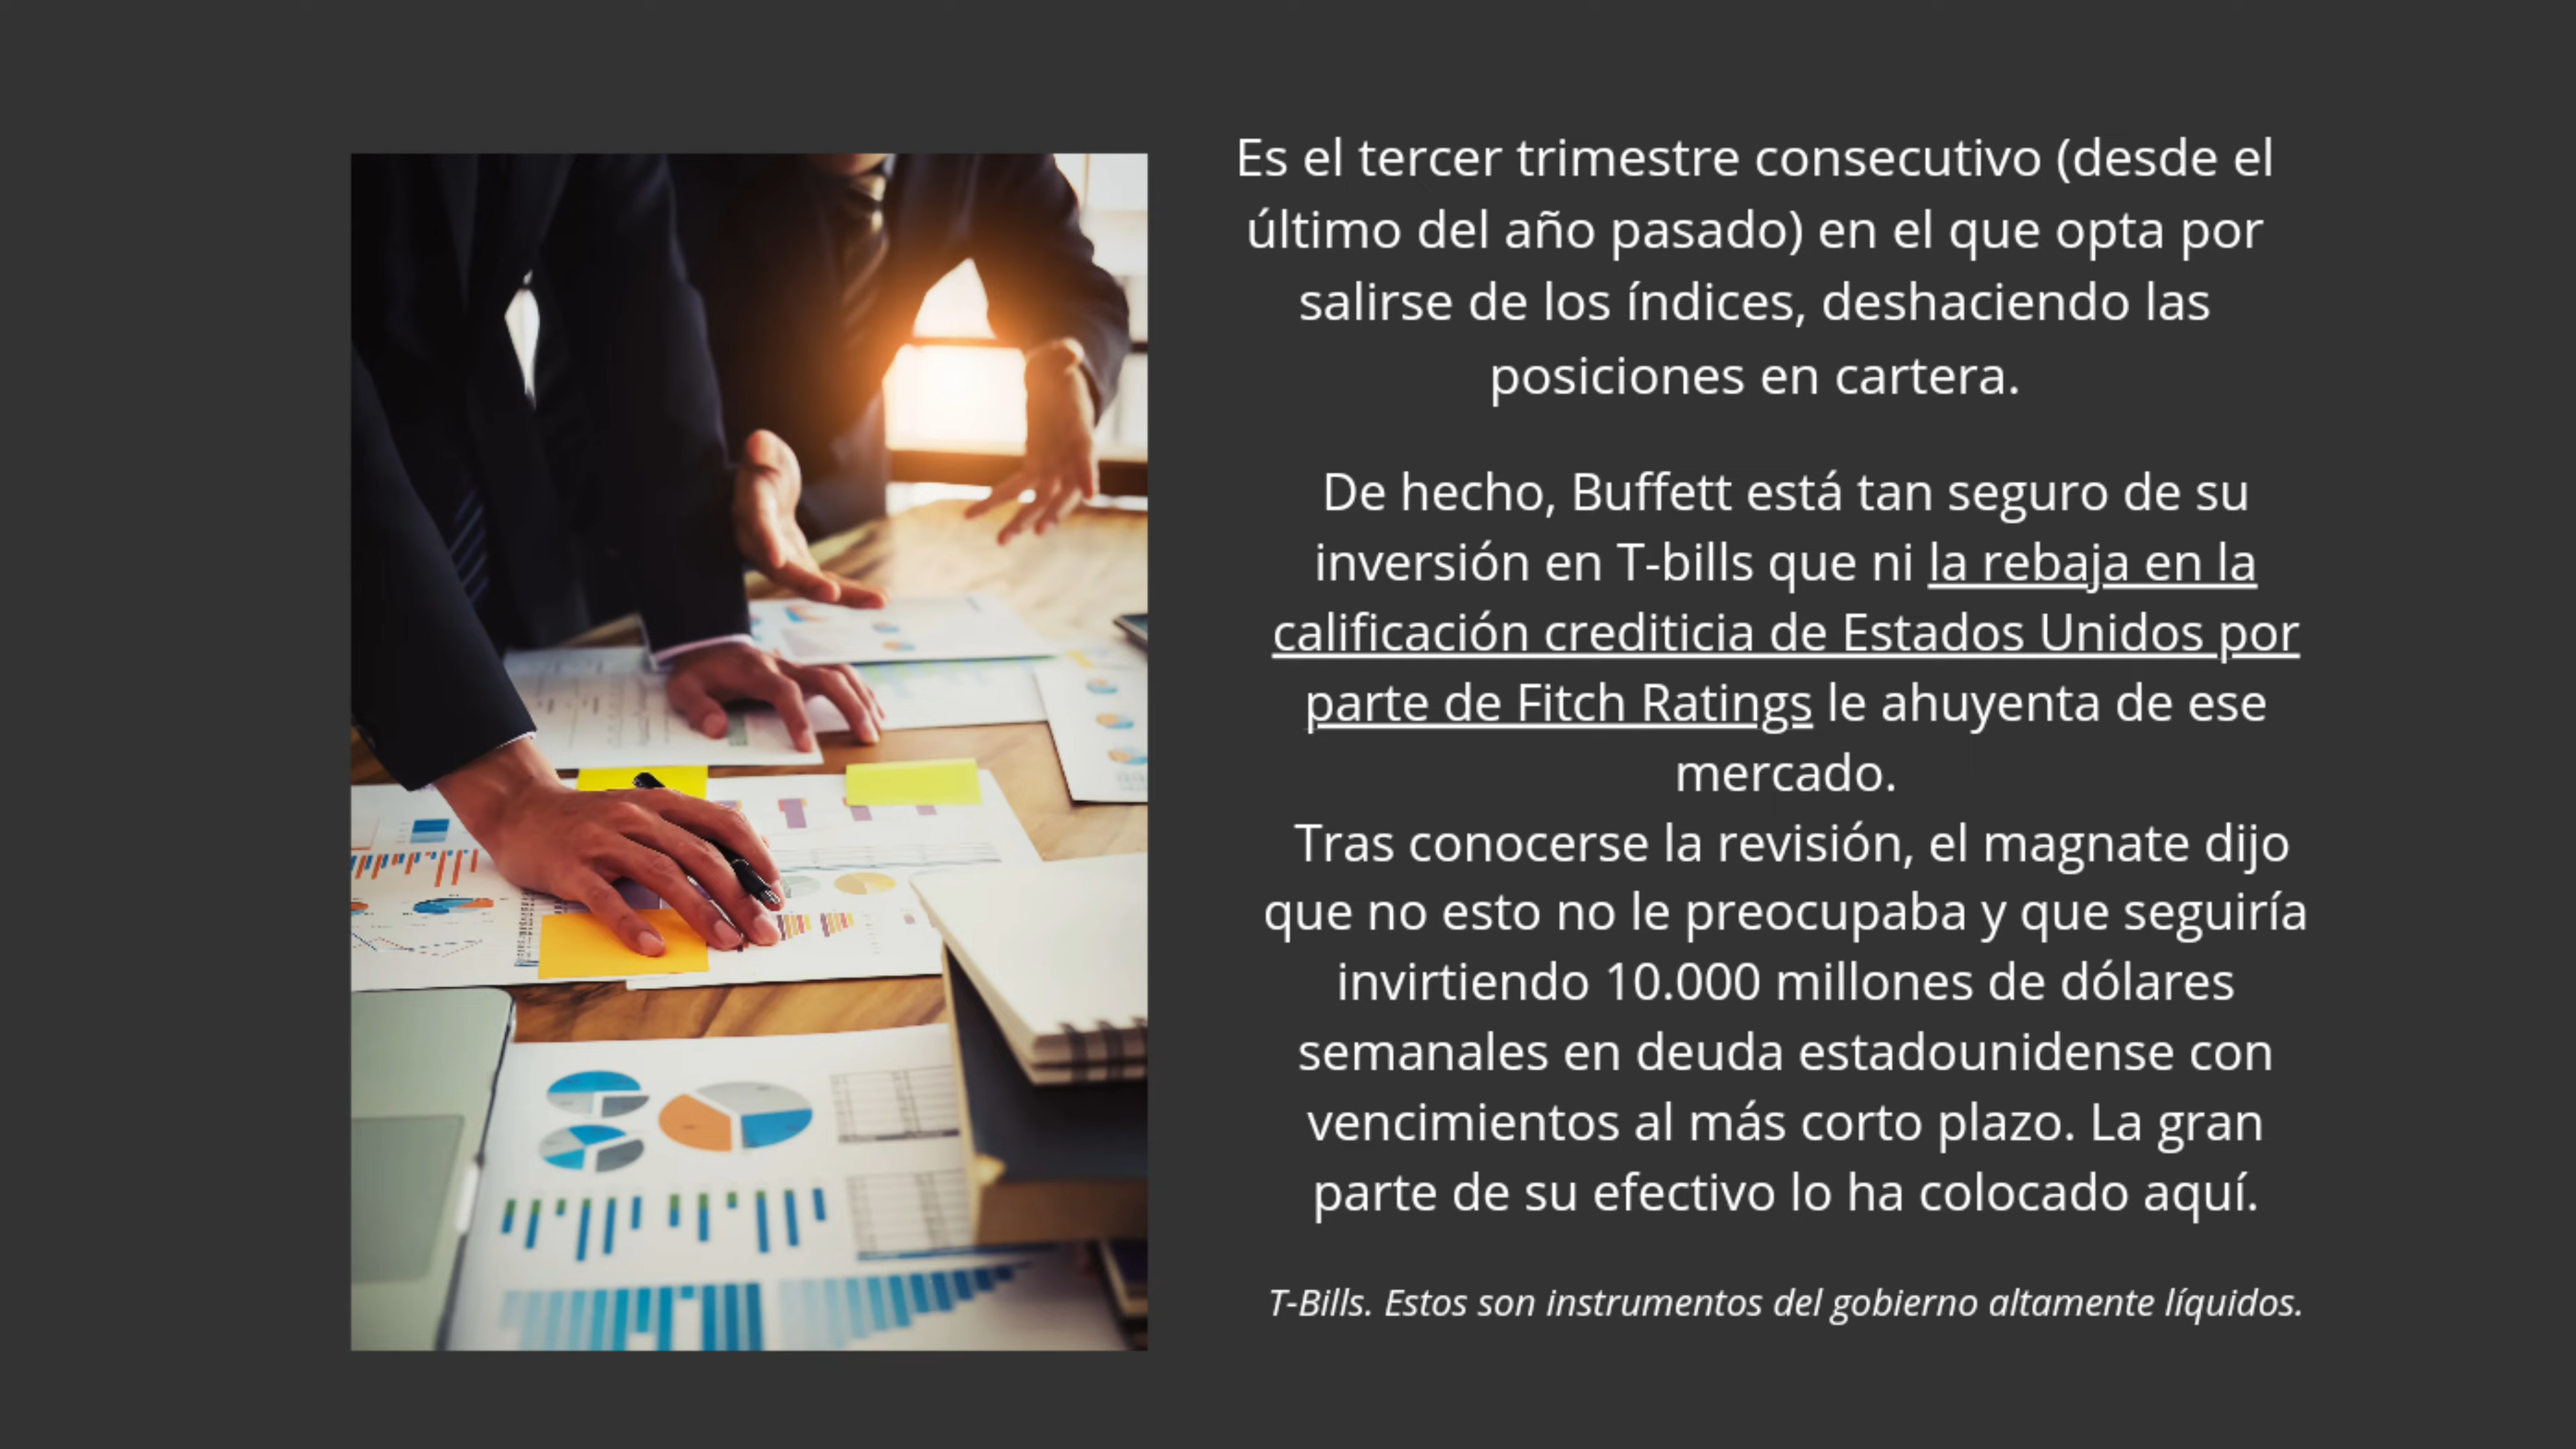 Es el tercer trimestre consecutivo (desde el
último del año pasado) en el que opta por
salirse de los índices, deshaciendo las
posiciones en cartera.
De hecho, Buffett está tan seguro de su
inversión en T-bills que ni la rebaja en la
calificación crediticia de Estados Unidos por
parte de Fitch Ratings le ahuyenta de ese
mercado.
Tras conocerse la revisión, el magnate dijo
que no esto no le preocupaba y que seguiría
invirtiendo 10.000 millones de dólares
semanales en deuda estadounidense con
vencimientos al más corto plazo. La gran
parte de su efectivo lo ha colocado aquí.
T-Bills. Estos son instrumentos del gobierno altamente líquidos.